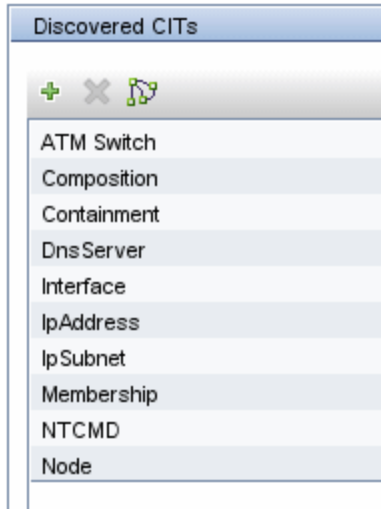 Discovered CITs
ATM Switch
Composition
Containment
DnsServer
Interface
IpAddress
IpSubnet
Membership
NTCMD
Node